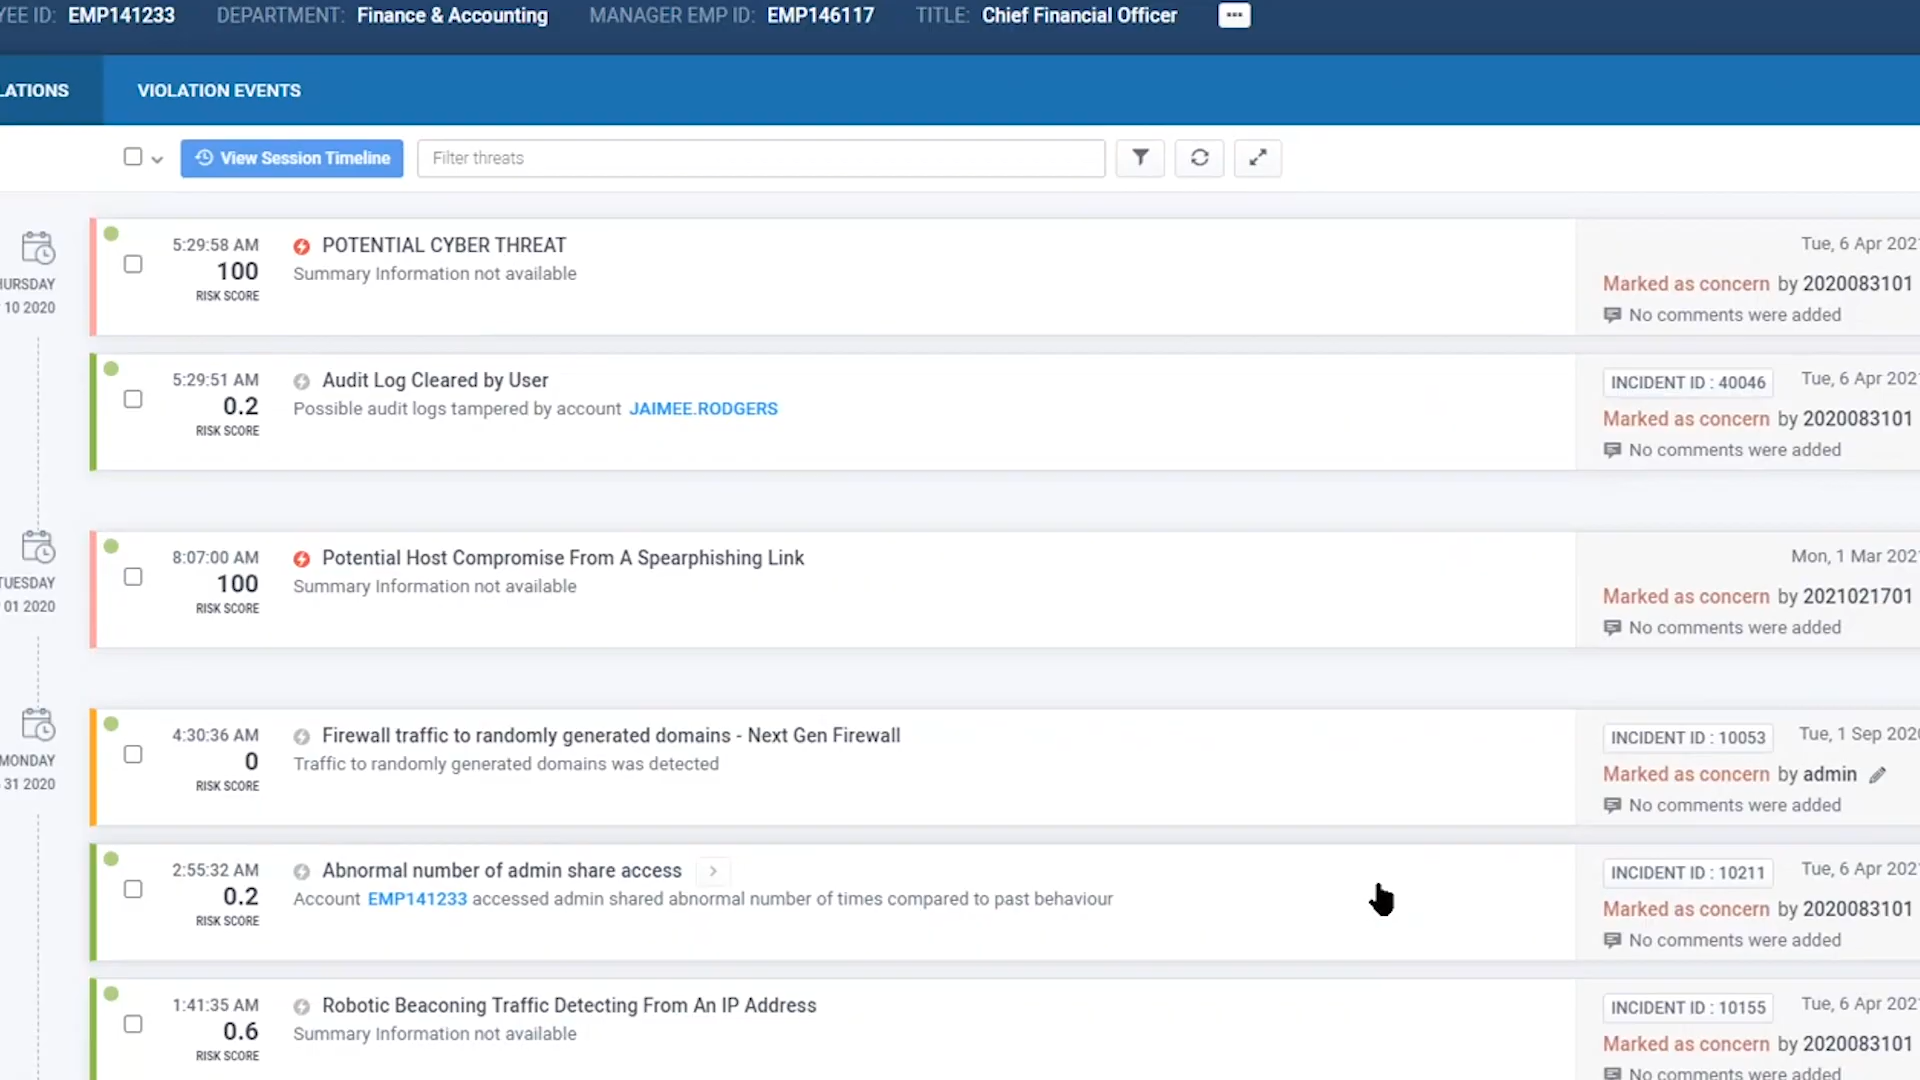 YEE ID: EMP141233 DEPARTMENT: Finance & Accounting MANAGER EMP ID: EMP146117 TITLE: Chief Financial Officer
LATIONS VIOLATION EVENTS
View Session Timeline Filter threats
HURSDAY
10 2020
5:29:58 AM POTENTIAL CYBER THREAT Tue, 6 Apr 202
100 Summary Information not available Marked as concern by 2020083101
RISK SCORE No comments were added
5:29:51 AM Audit Log Cleared by User INCIDENT ID : 40046 Tue, 6 Apr 202
0.2 Possible audit logs tampered by account JAIMEE.RODGERS Marked as concern by 2020083101
RISK SCORE No comments were added
TUESDAY
01 2020
8:07:00 AM Potential Host Compromise From A Spearphishing Link Mon, 1 Mar 202
100 Summary Information not available Marked as concern by 2021021701
RISK SCORE No comments were added
MONDAY
31 2020
4:30:36 AM Firewall traffic to randomly generated domains - Next Gen Firewall INCIDENT ID : 10053 Tue, 1 Sep 202
0 Traffic to randomly generated domains was detected Marked as concern by admin
RISK SCORE No comments were added
2:55:32 AM Abnormal number of admin share access INCIDENT ID : 10211 Tue, 6 Apr 202
0.2 Account EMP141233 accessed admin shared abnormal number of times compared to past behaviour Marked as concern by 2020083101
RISK SCORE No comments were added
1:41:35 AM Robotic Beaconing Traffic Detecting From An IP Address INCIDENT ID : 10155 Tue, 6 Apr 202
0.6 Summary Information not available Marked as concern by 2020083101
RISK SCORE No comments were added